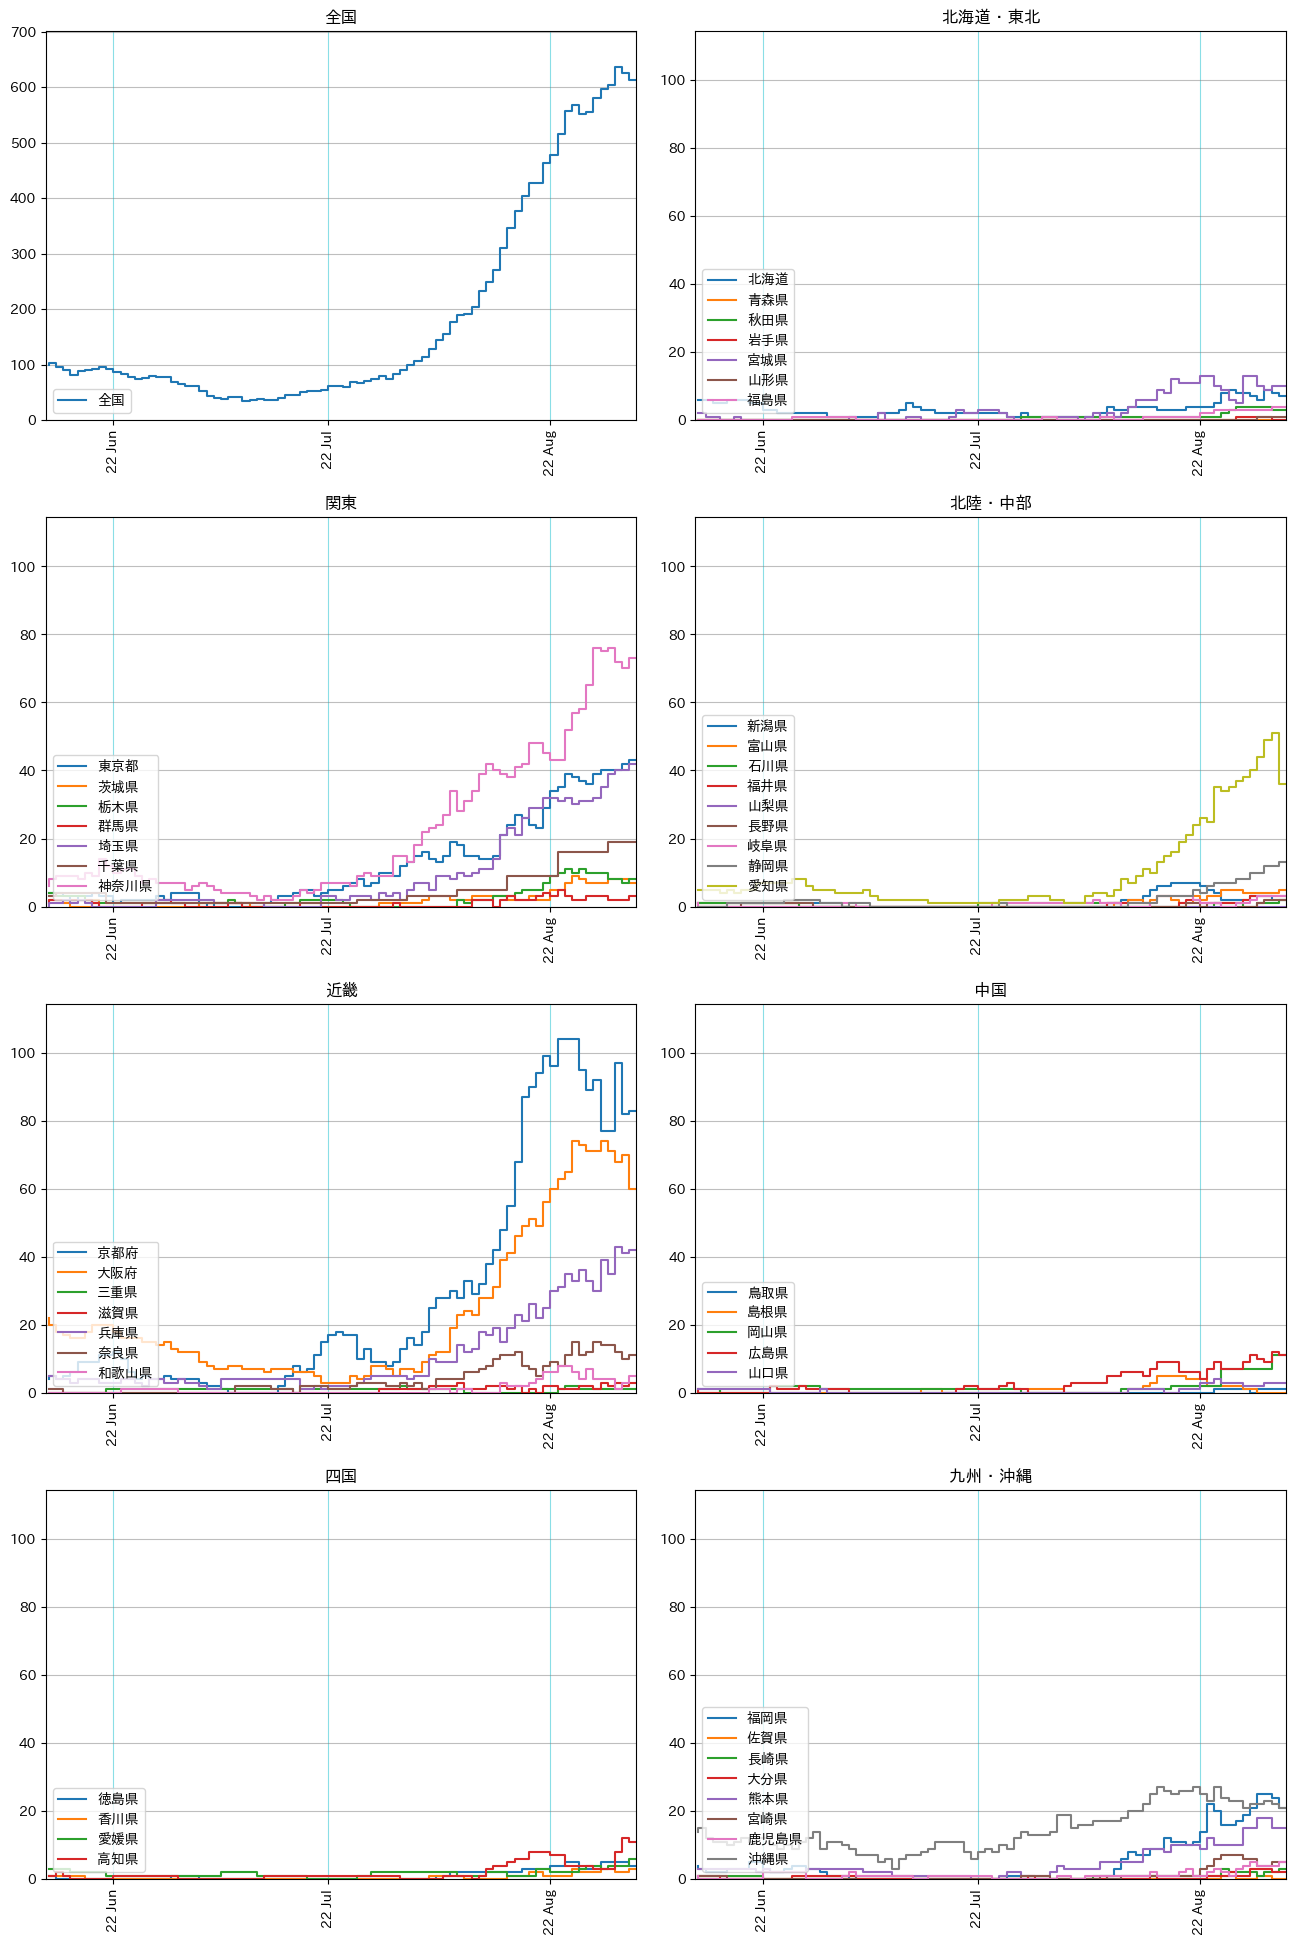 全国
700
600
500
400
300
200
100
0
全国
22 Jun
22 Jul
22 Aug
北海道・東北
100
80
60
40
20
0
北海道
青森県
秋田県
岩手県
宮城県
山形県
福島県
22 Jun
22 Jul
22 Aug
関東
100
80
60
40
20
0
東京都
茨城県
栃木県
群馬県
埼玉県
千葉県
神奈川県
22 Jun
22 Jul
22 Aug
北陸・中部
100
80
60
40
20
0
新潟県
富山県
石川県
福井県
山梨県
長野県
岐阜県
静岡県
愛知県
22 Jun
22 Jul
22 Aug
近畿
100
80
60
40
20
0
京都府
大阪府
三重県
滋賀県
兵庫県
奈良県
和歌山県
22 Jun
22 Jul
22 Aug
中国
100
80
60
40
20
0
鳥取県
島根県
岡山県
広島県
山口県
22 Jun
22 Jul
22 Aug
四国
100
80
60
40
20
0
徳島県
香川県
愛媛県
高知県
22 Jun
22 Jul
22 Aug
九州・沖縄
100
80
60
40
20
0
福岡県
佐賀県
長崎県
大分県
熊本県
宮崎県
鹿児島県
沖縄県
22 Jun
22 Jul
22 Aug